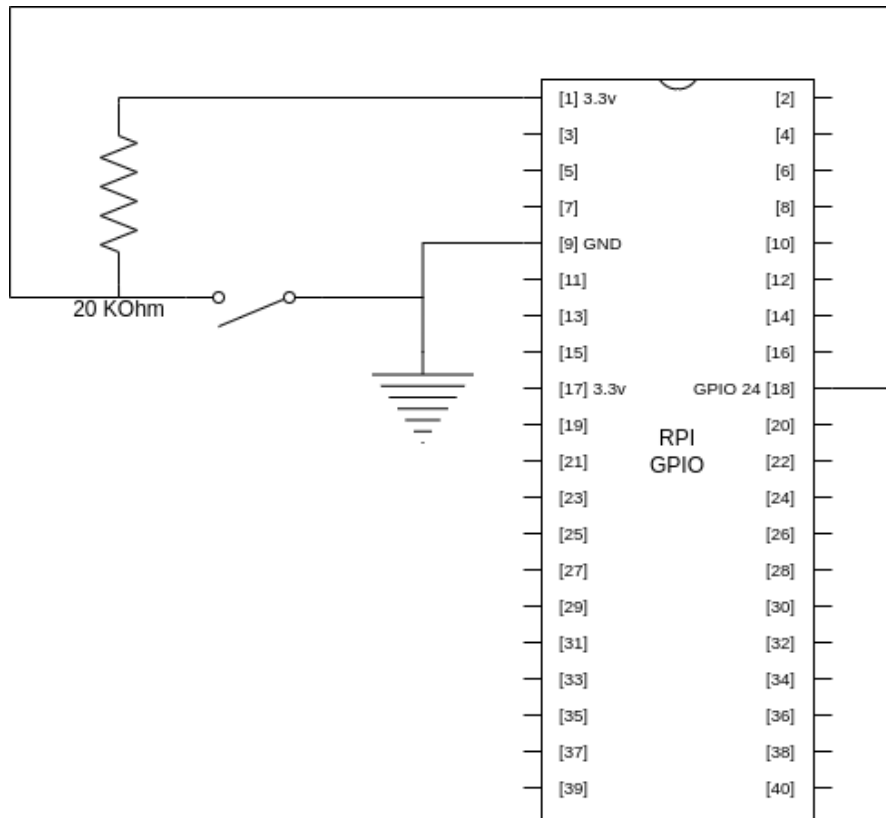 [1] 3.3v [2]
[3] [4]
[5] [6]
[7] [8]
[9] GND [10]
[11] [12]
20 KOhm
[13] [14]
[15] [16]
[17] 3.3v GPIO 24 [18]
[19] [20]
RPI
GPIO
[21] [22]
[23] [24]
[25] [26]
[27] [28]
[29] [30]
[31] [32]
[33] [34]
[35] [36]
[37] [38]
[39] [40]